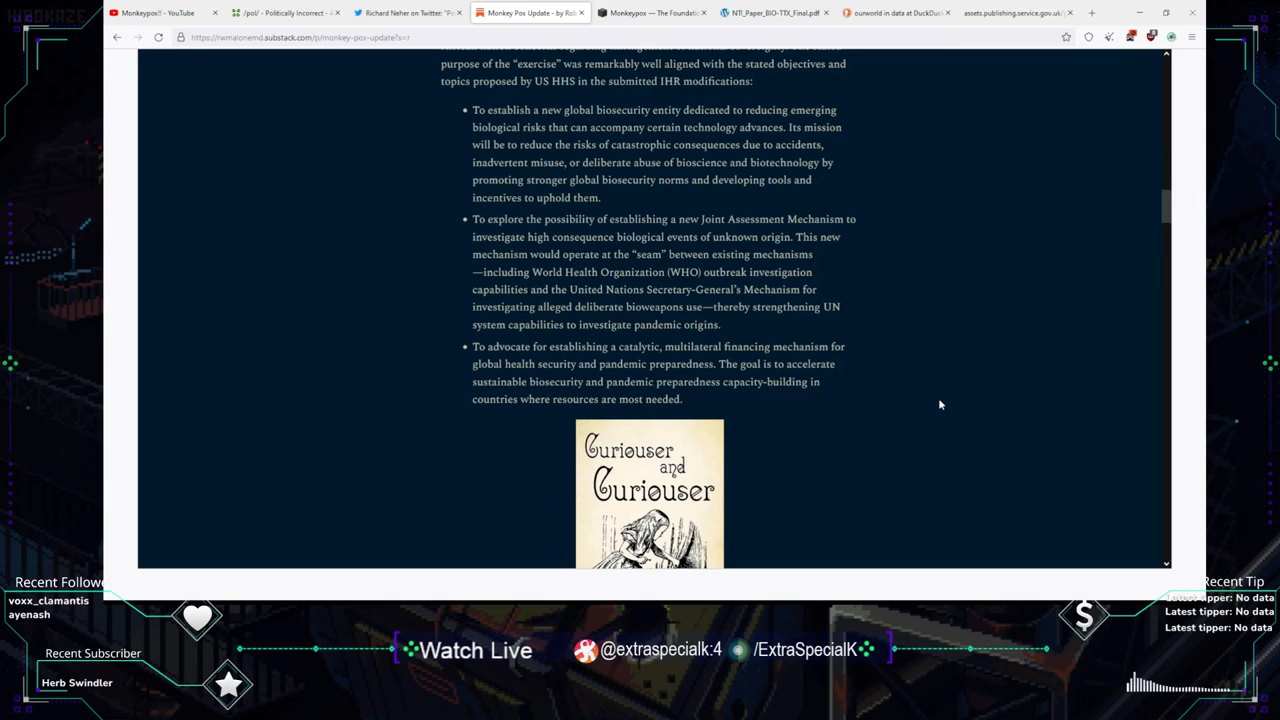 Monkeypox!! - YouTube
/pol/ - Politically Incorrect - 4
Richard Neher on Twitter: "Po
Monkey Pox Update - by Rob
Monkeypox — The Foundatio
Paper_BIO-TTX_Final.pdf
ourworld in data at DuckDuc
assets.publishing.service.gov.uk/
https://rwmalonemd.substack.com/p/monkey-pox-update?s=r
purpose of the “exercise” was remarkably well aligned with the stated objectives and
topics proposed by US HHS in the submitted IHR modifications:
• To establish a new global biosecurity entity dedicated to reducing emerging
biological risks that can accompany certain technology advances. Its mission
will be to reduce the risks of catastrophic consequences due to accidents,
inadvertent misuse, or deliberate abuse of bioscience and biotechnology by
promoting stronger global biosecurity norms and developing tools and
incentives to uphold them.
• To explore the possibility of establishing a new Joint Assessment Mechanism to
investigate high consequence biological events of unknown origin. This new
mechanism would operate at the “seam” between existing mechanisms
—including World Health Organization (WHO) outbreak investigation
capabilities and the United Nations Secretary-General’s Mechanism for
investigating alleged deliberate bioweapons use—thereby strengthening UN
system capabilities to investigate pandemic origins.
• To advocate for establishing a catalytic, multilateral financing mechanism for
global health security and pandemic preparedness. The goal is to accelerate
sustainable biosecurity and pandemic preparedness capacity-building in
countries where resources are most needed.
Curiouser
and
Curiouser
Recent Followe
voxx_clamantis
ayenash
Recent Subscriber
Herb Swindler
Watch Live
@extraspecialk:4
/ExtraSpecialK
Recent Tip
Latest tipper: No data
Latest tipper: No data
Latest tipper: No data